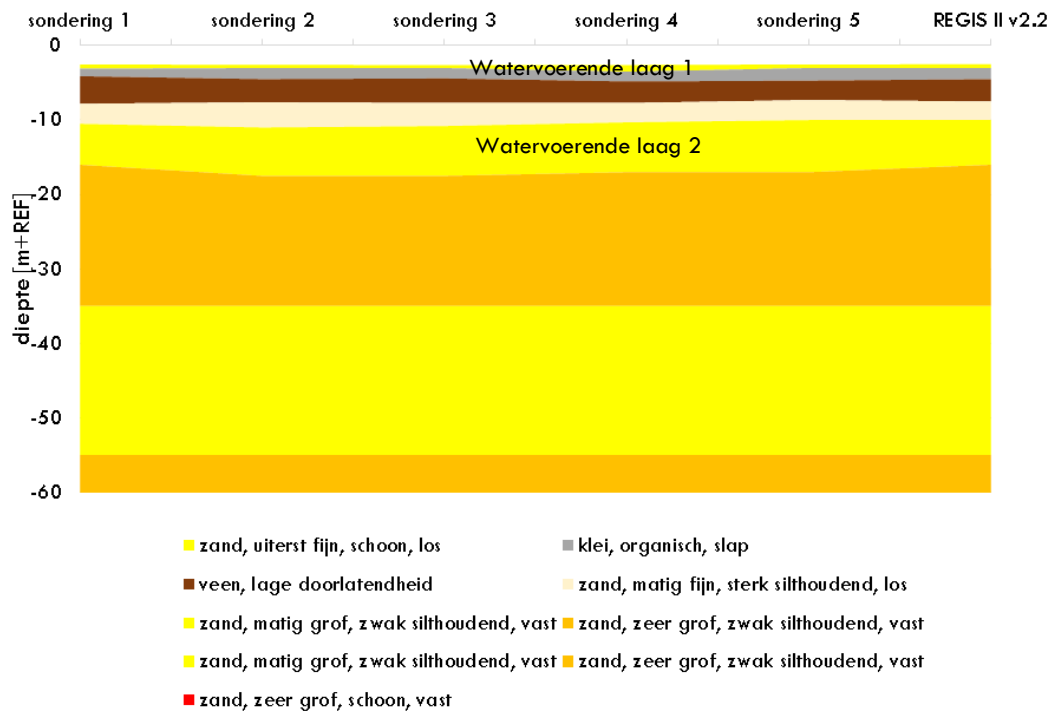 sondering 1 sondering 2 sondering 3 sondering 4 sondering 5 REGIS II v2.2
0
Watervoerende laag 1
-10
Watervoerende laag 2
-20
-30
-40
-50
-60
diepte [m+REF]
zand, uiterst fijn, schoon, los klei, organisch, slap
veen, lage doorlatendheid zand, matig fijn, sterk silthoudend, los
zand, matig grof, zwak silthoudend, vast zand, zeer grof, zwak silthoudend, vast
zand, matig grof, zwak silthoudend, vast zand, zeer grof, zwak silthoudend, vast
zand, zeer grof, schoon, vast